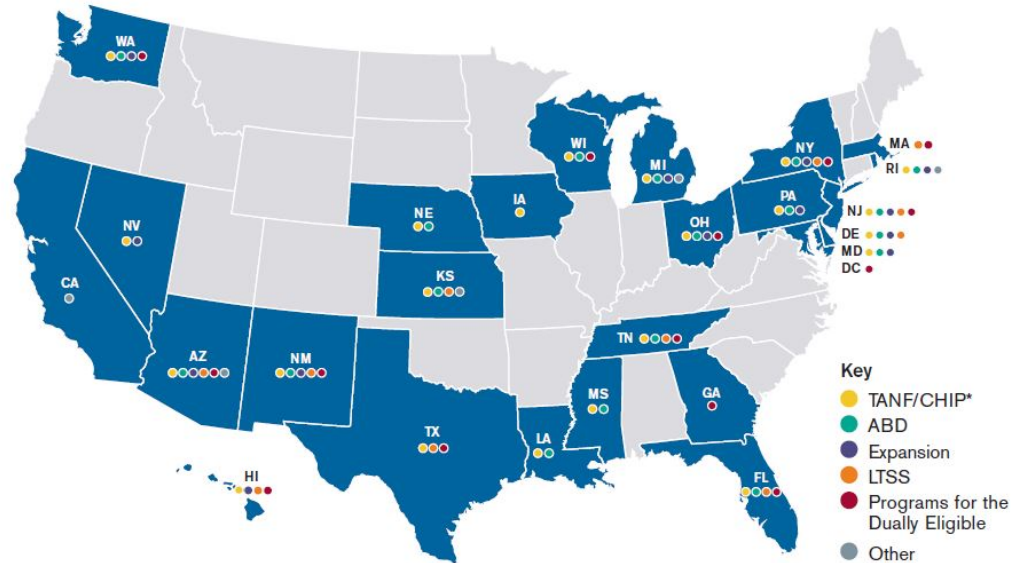 WA
WI
MI
NY
MA
RI
PA
IA
NE
OH
NJ
DE
MD
DC
NV
KS
CA
TN
AZ
NM
MS
GA
TX
LA
HI
FL
Key
TANF/CHIP*
ABD
Expansion
LTSS
Programs for the
Dually Eligible
Other